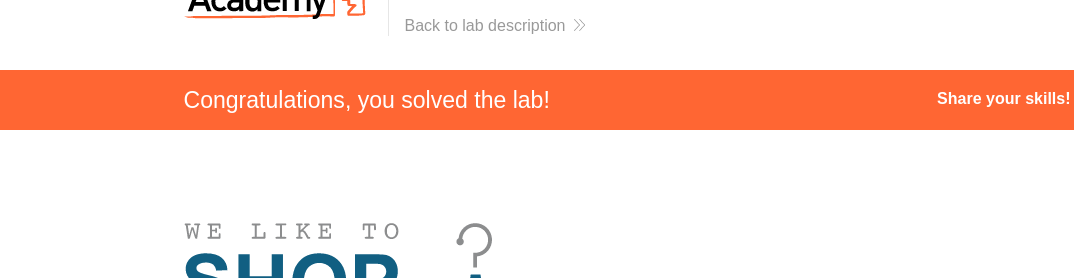 Academy
Back to lab description
Congratulations, you solved the lab!
Share your skills!
WE LIKE TO
SHOP